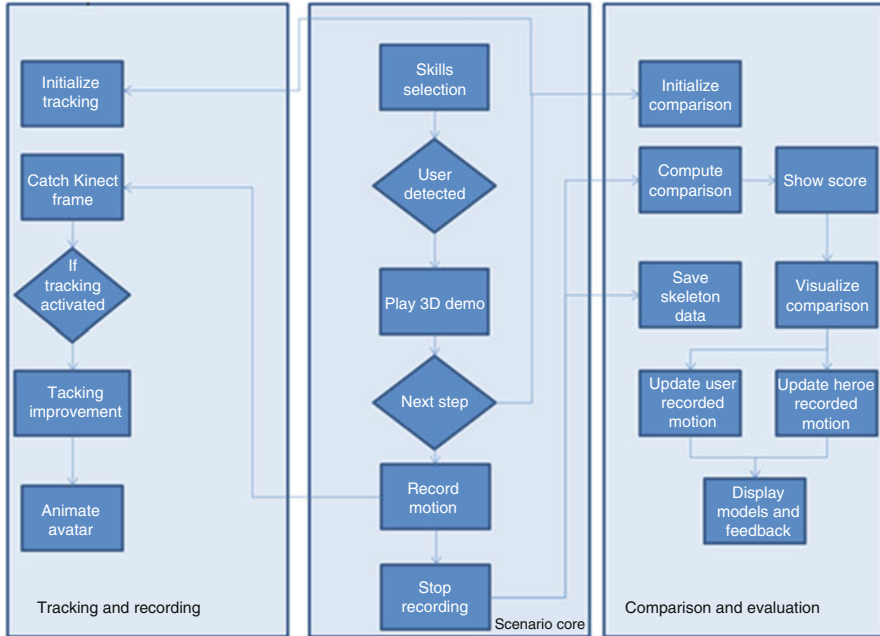 Initialize
tracking
Catch Kinect
frame
If
tracking
activated
Tacking
improvement
Animate
avatar
Tracking and recording
Skills
selection
User
detected
Play 3D demo
Next step
Record
motion
Stop
recording
Scenario core
Initialize
comparison
Compute
comparison
Show score
Save
skeleton
data
Visualize
comparison
Update user
recorded
motion
Update heroe
recorded
motion
Display
models and
feedback
Comparison and evaluation